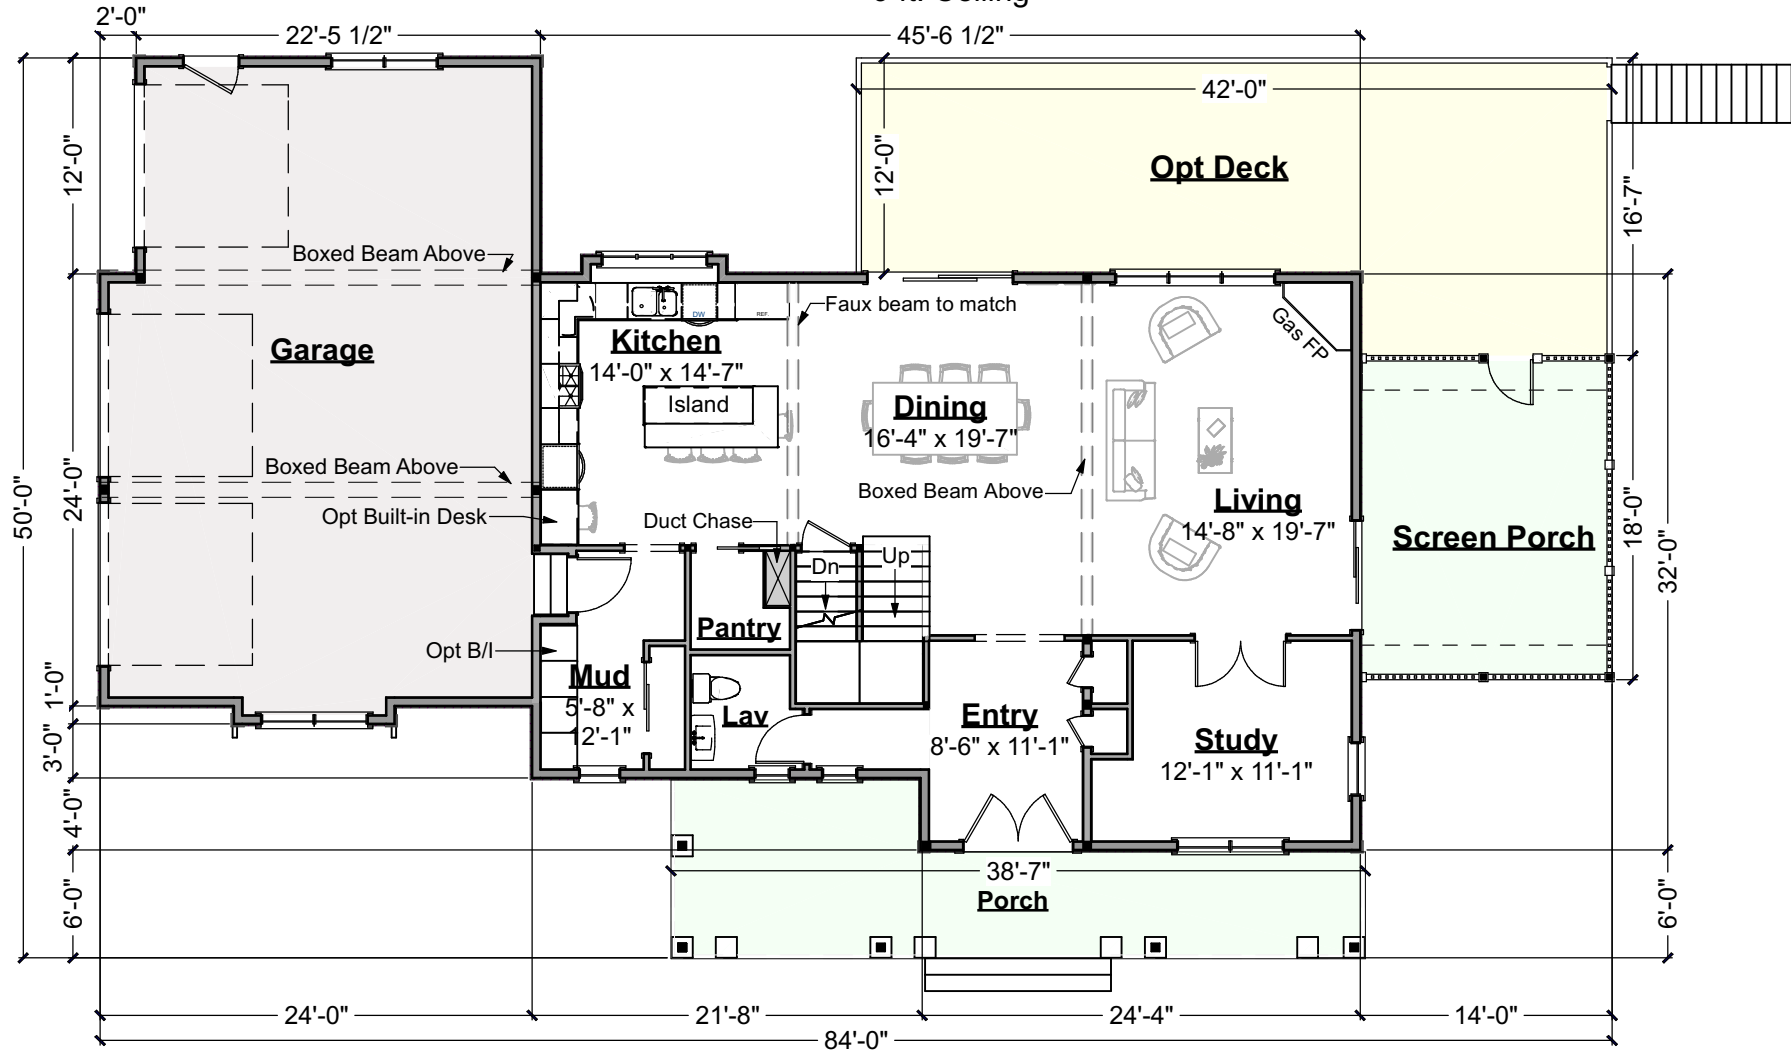 2'-0"
22'-5 1/2"
45'-6 1/2"
42'-0"
12'-0"
12'-0"
Opt Deck
16'-7"
Boxed Beam Above
Faux beam to match
DW
REF.
Garage
Kitchen
14'-0" x 14'-7"
Gas FP
Island
Dining
16'-4" x 19'-7"
Boxed Beam Above
Boxed Beam Above
50'-0"
24'-0"
Living
14'-8" x 19'-7"
Opt Built-in Desk
Duct Chase
Screen Porch
18'-0"
32'-0"
Dn
Up
Pantry
Opt B/I
Mud
5'-8" x
12'-1"
Lav
Entry
8'-6" x 11'-1"
Study
12'-1" x 11'-1"
1'-0"
3'-0"
4'-0"
6'-0"
38'-7"
Porch
6'-0"
24'-0"
21'-8"
24'-4"
14'-0"
84'-0"